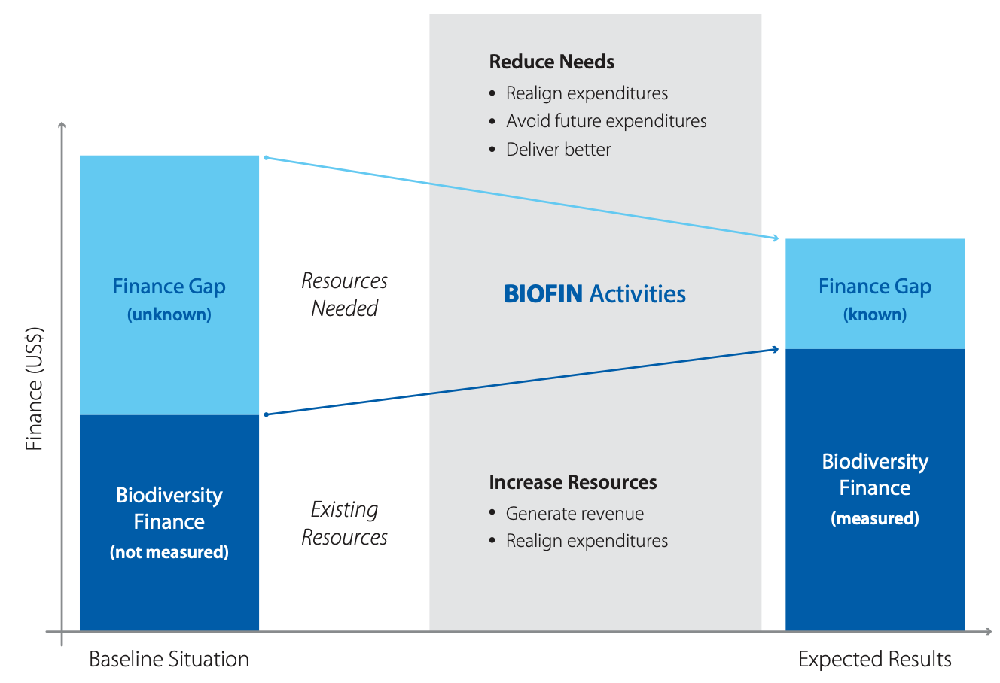 Reduce Needs
• Realign expenditures
• Avoid future expenditures
• Deliver better
Finance (US$)
Finance Gap
(unknown)
Resources
Needed
BIOFIN Activities
Finance Gap
(known)
Biodiversity
Finance
(not measured)
Existing
Resources
Increase Resources
• Generate revenue
• Realign expenditures
Biodiversity
Finance
(measured)
Baseline Situation
Expected Results